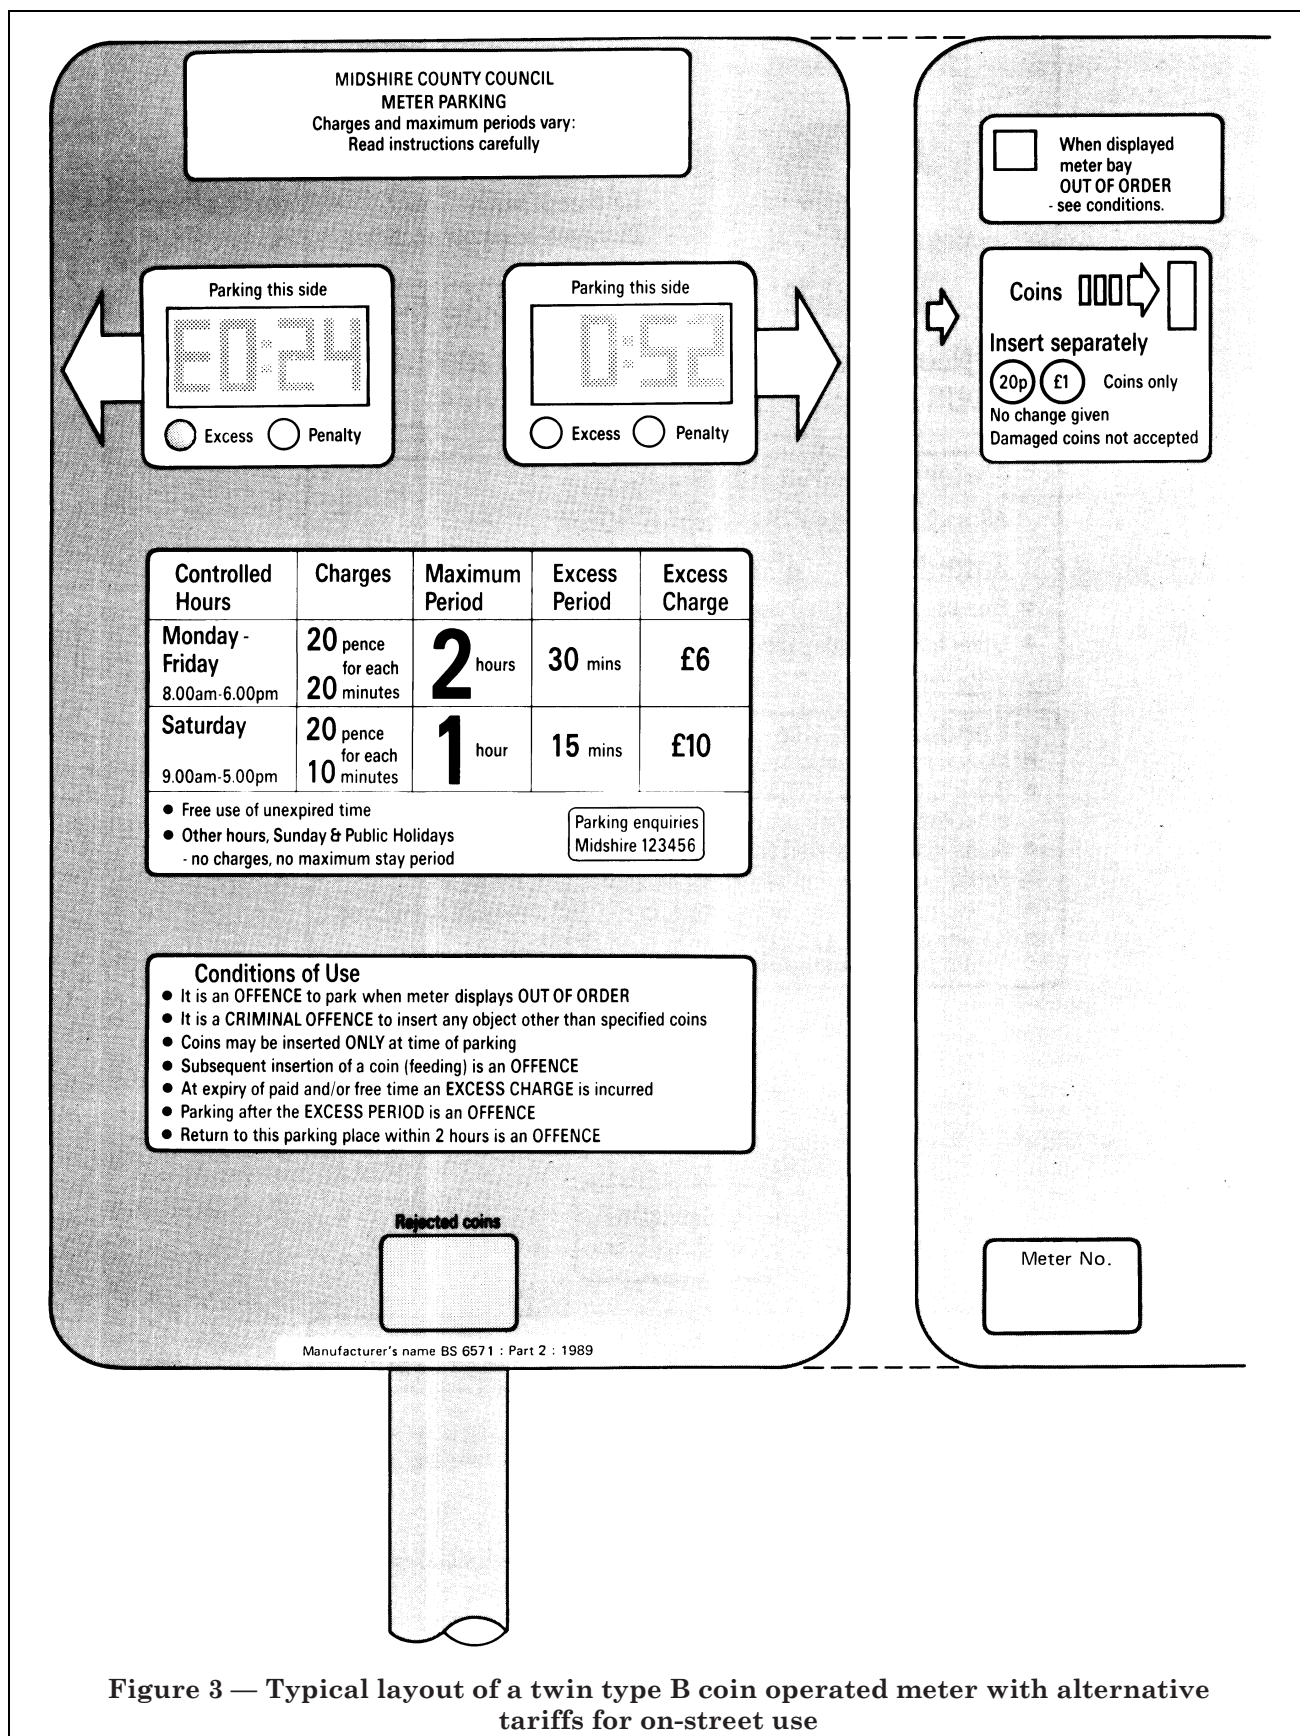 MIDSHIRE COUNTY COUNCIL
METER PARKING
Charges and maximum periods vary:
Read instructions carefully
When displayed
meter bay
OUT OF ORDER
- see conditions.
Parking this side
E0:24
Excess Penalty
Parking this side
0:52
Excess Penalty
Coins
Insert separately
20p £1 Coins only
No change given
Damaged coins not accepted
Controlled Hours Charges Maximum Period Excess Period Excess Charge
Monday - Friday 8.00am-6.00pm 20 pence for each 20 minutes 2 hours 30 mins £6
Saturday 9.00am-5.00pm 20 pence for each 10 minutes 1 hour 15 mins £10
● Free use of unexpired time
● Other hours, Sunday & Public Holidays
- no charges, no maximum stay period
Parking enquiries
Midshire 123456
Conditions of Use
● It is an OFFENCE to park when meter displays OUT OF ORDER
● It is a CRIMINAL OFFENCE to insert any object other than specified coins
● Coins may be inserted ONLY at time of parking
● Subsequent insertion of a coin (feeding) is an OFFENCE
● At expiry of paid and/or free time an EXCESS CHARGE is incurred
● Parking after the EXCESS PERIOD is an OFFENCE
● Return to this parking place within 2 hours is an OFFENCE
Rejected coins
Meter No.
Manufacturer's name BS 6571 : Part 2 : 1989
Figure 3 — Typical layout of a twin type B coin operated meter with alternative
tariffs for on-street use